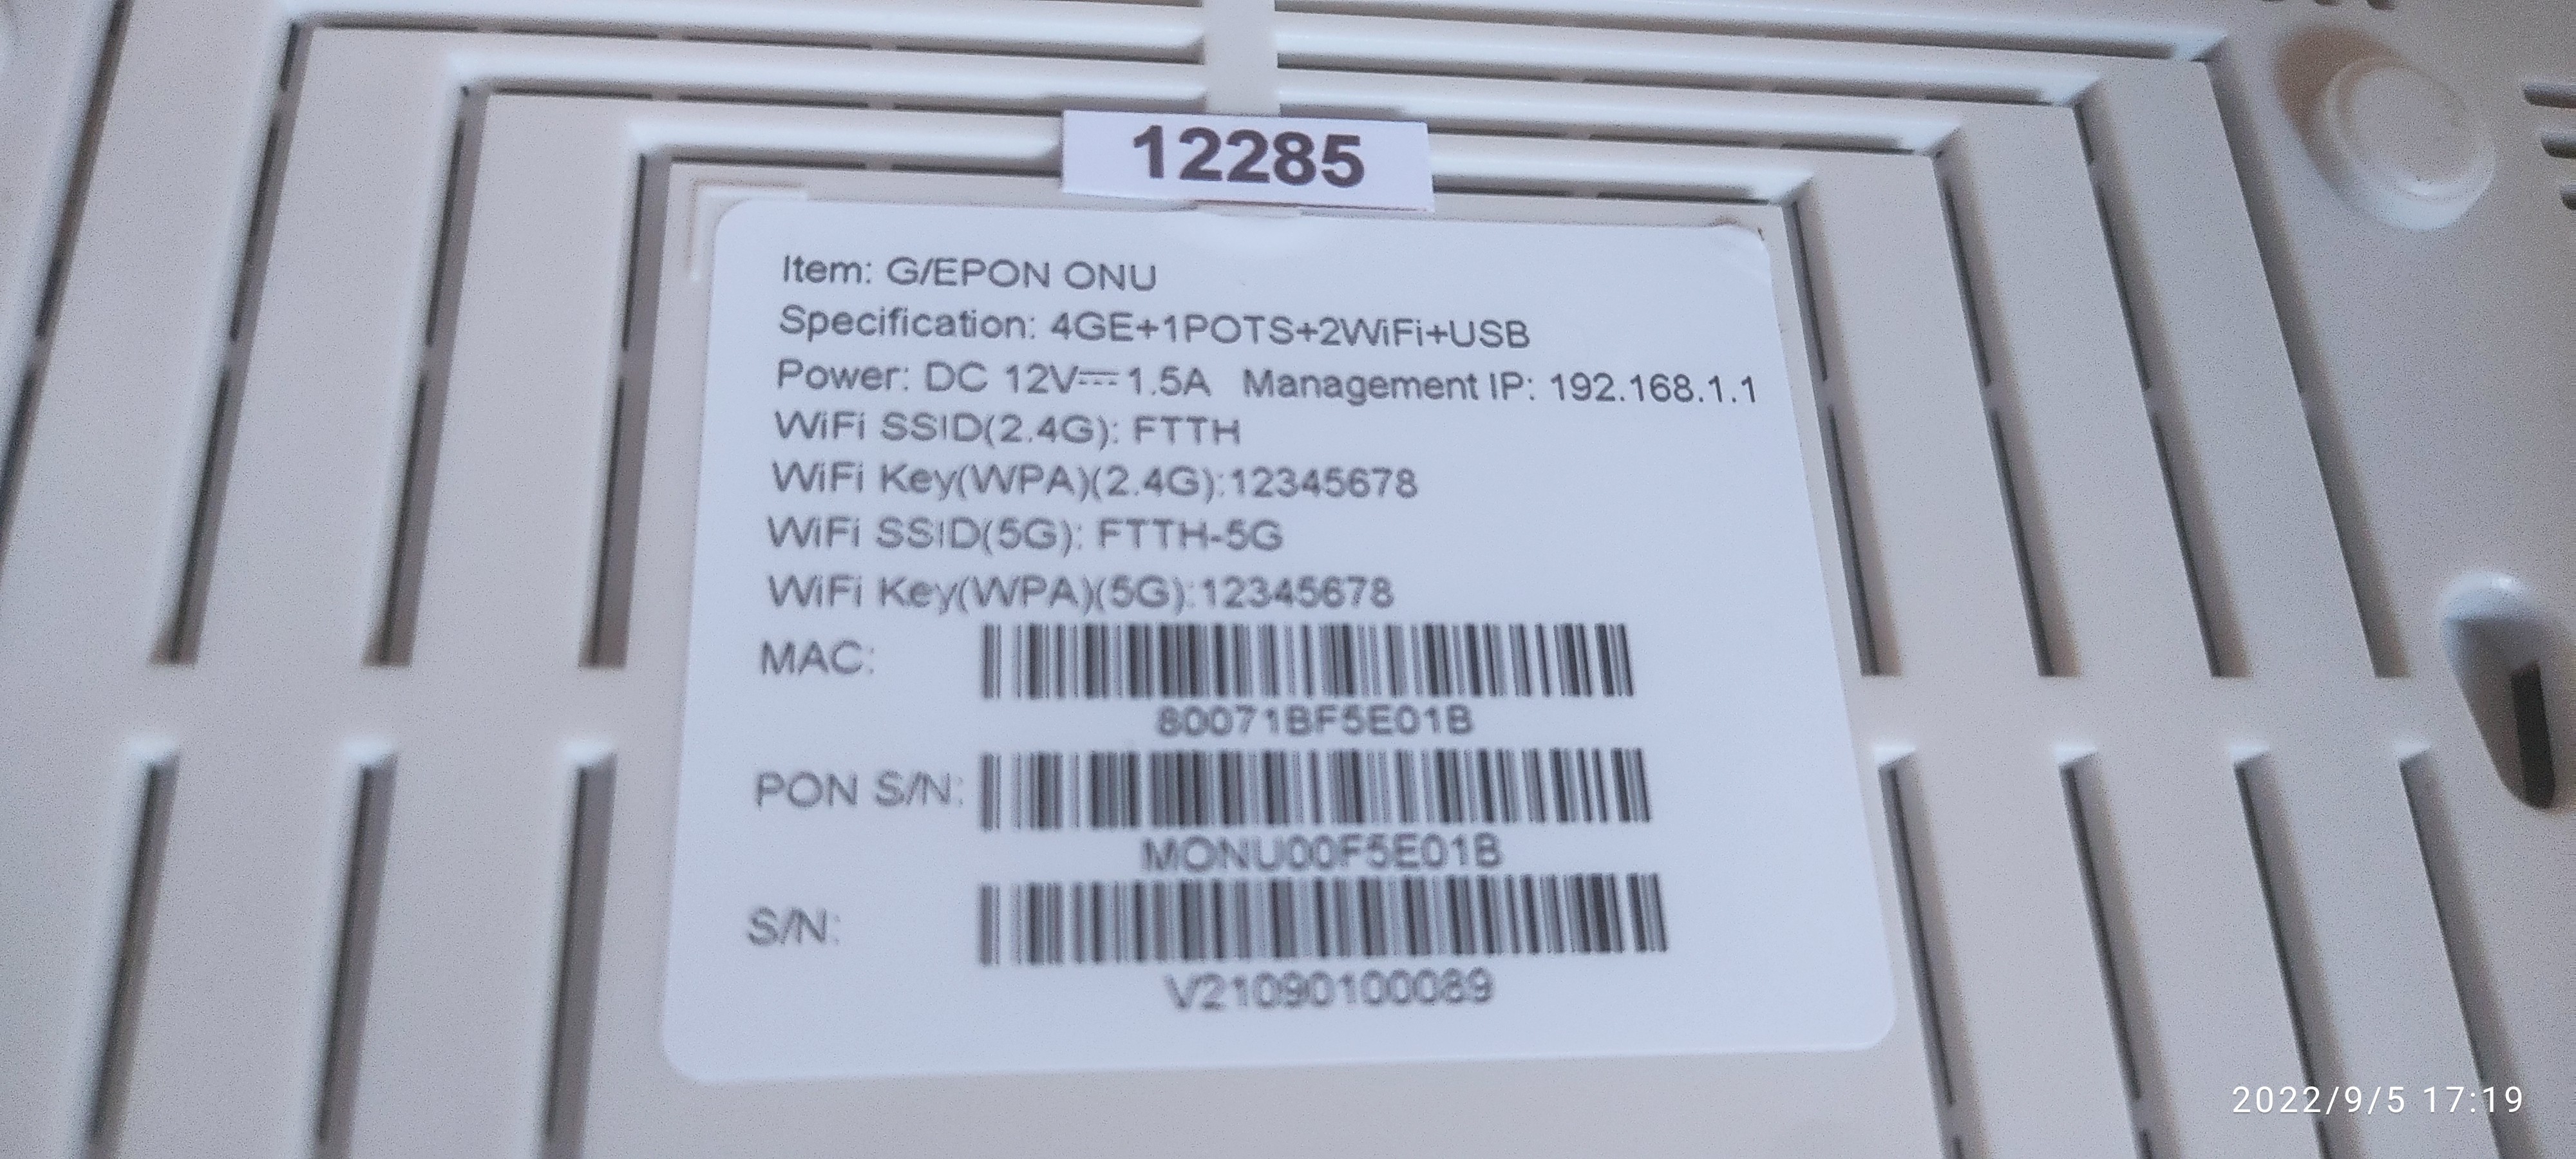 12285
Item: G/EPON ONU
Specification: 4GE+1POTS+2WiFi+USB
Power: DC 12V⎓1.5A Management IP: 192.168.1.1
WiFi SSID(2.4G): FTTH
WiFi Key(WPA)(2.4G):12345678
WiFi SSID(5G): FTTH-5G
WiFi Key(WPA)(5G):12345678
MAC:
80071BF5E01B
PON S/N:
MONU00F5E01B
S/N:
V21090100089
2022/9/5 17:19